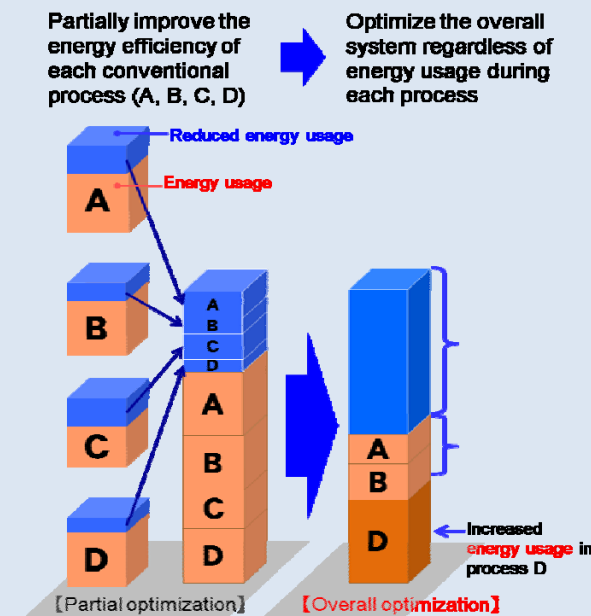 Partially improve the
energy efficiency of
each conventional
process (A, B, C, D)
Optimize the overall
system regardless of
energy usage during
each process
Reduced energy usage
Energy usage
A
B
C
D
A
B
C
D
A
B
C
D
A
B
D
Increased
energy usage in
process D
【Partial optimization】
【Overall optimization】